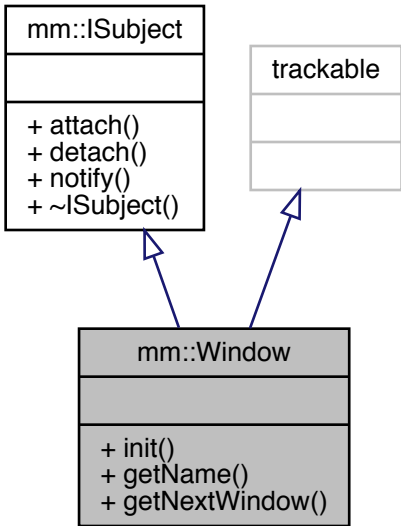 mm::ISubject
+ attach()
+ detach()
+ notify()
+ ~ISubject()
trackable
mm::Window
+ init()
+ getName()
+ getNextWindow()